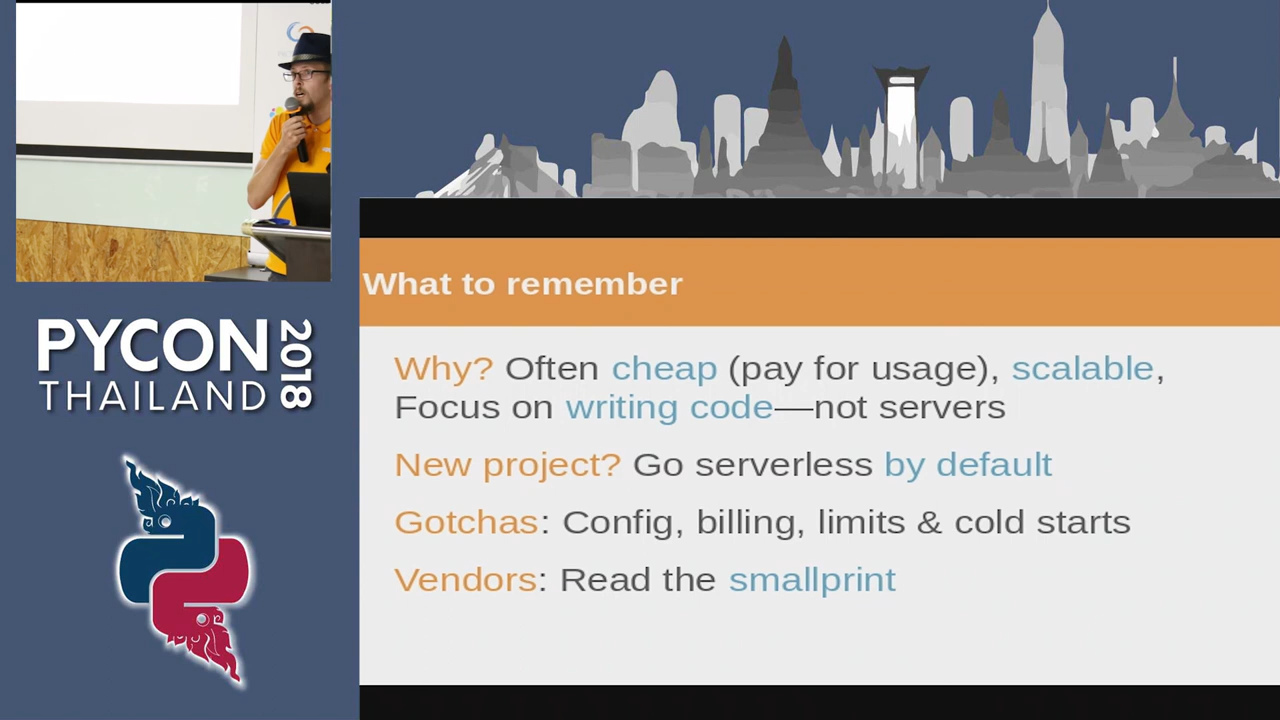 PYCON 2018
THAILAND
What to remember
Why? Often cheap (pay for usage), scalable,
Focus on writing code—not servers
New project? Go serverless by default
Gotchas: Config, billing, limits & cold starts
Vendors: Read the smallprint